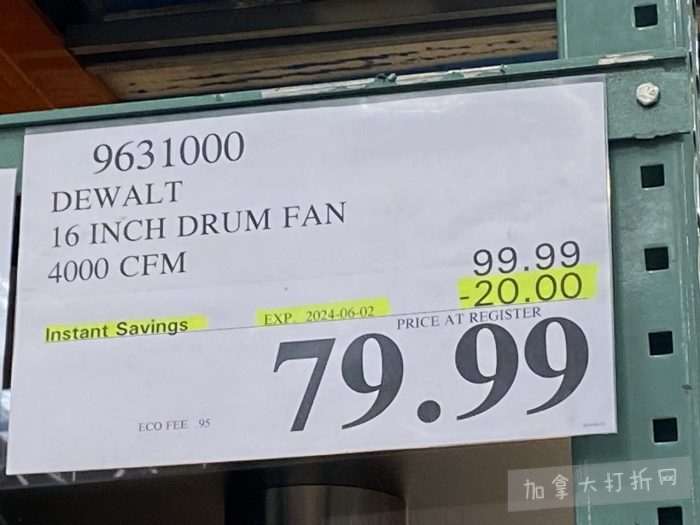 9631000
DEWALT
16 INCH DRUM FAN
4000 CFM
99.99
-20.00
Instant Savings
EXP. 2024-06-02
PRICE AT REGISTER
79.99
ECO FEE .95
加拿大打折网